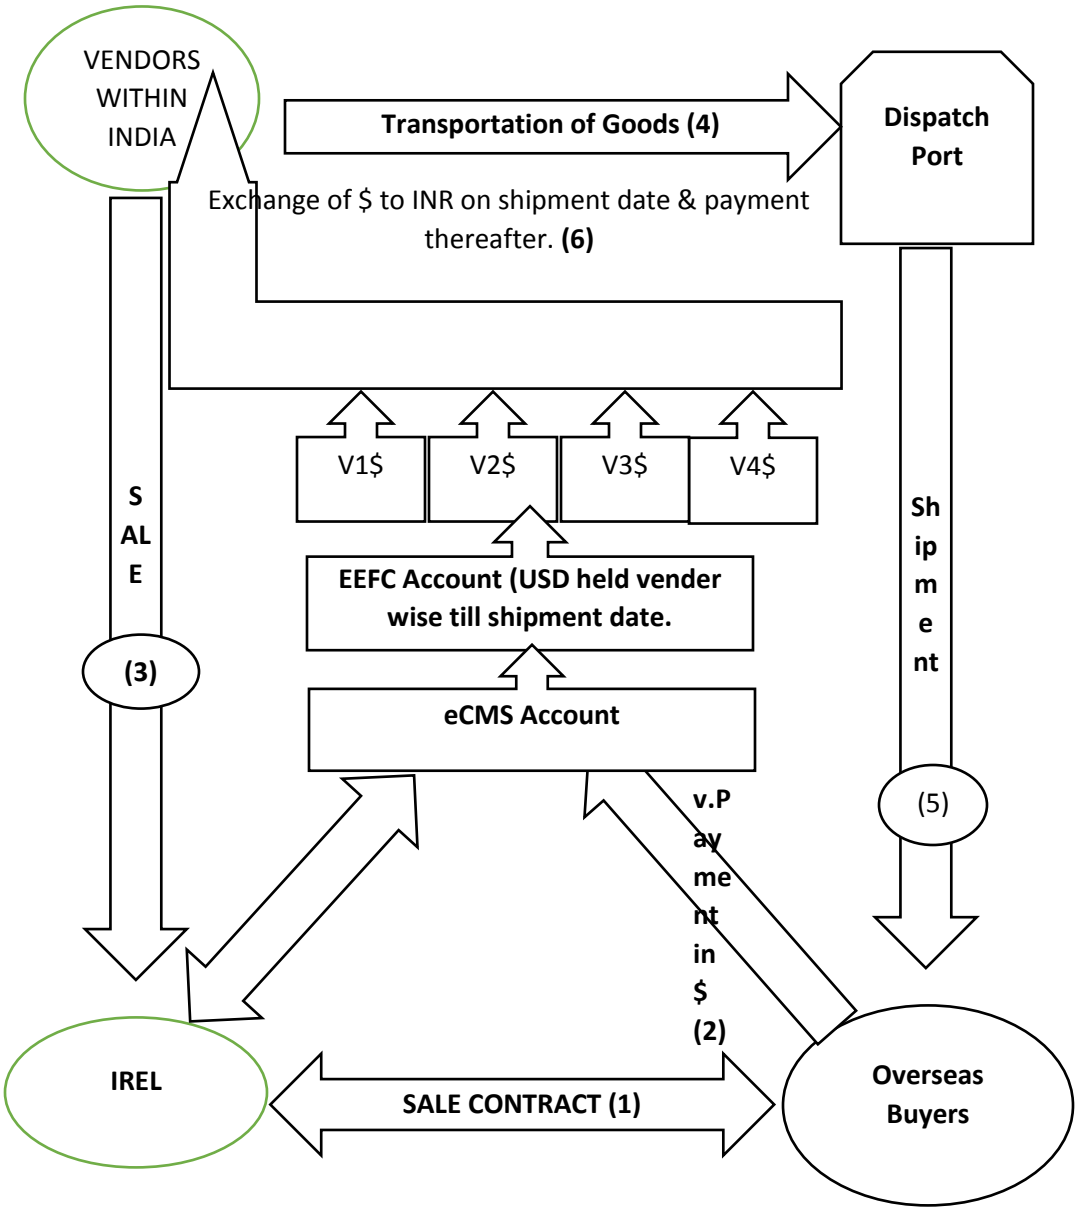 VENDORS
WITHIN
INDIA
Transportation of Goods (4)
Dispatch
Port
Exchange of $ to INR on shipment date & payment
thereafter. (6)
V1$
V2$
V3$
V4$
S
AL
E
(3)
Sh
ip
m
e
nt
(5)
EEFC Account (USD held vender
wise till shipment date.
eCMS Account
v.P
ay
me
nt
in
$
(2)
IREL
SALE CONTRACT (1)
Overseas
Buyers